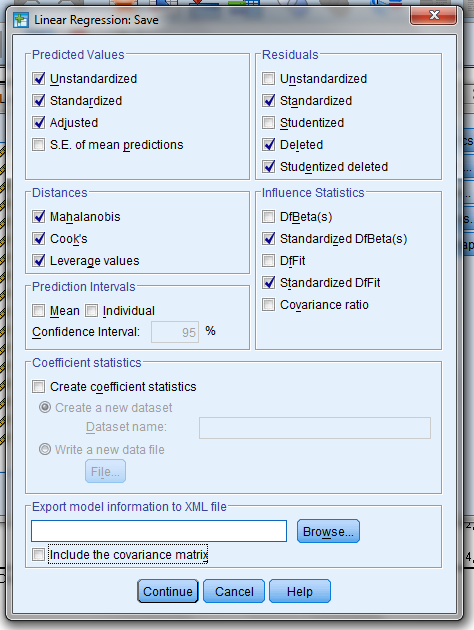 Linear Regression: Save
Predicted Values
Unstandardized
Standardized
Adjusted
S.E. of mean predictions
Residuals
Unstandardized
Standardized
Studentized
Deleted
Studentized deleted
Distances
Mahalanobis
Cook's
Leverage values
Influence Statistics
DfBeta(s)
Standardized DfBeta(s)
DfFit
Standardized DfFit
Covariance ratio
Prediction Intervals
Mean Individual
Confidence Interval: 95 %
Coefficient statistics
Create coefficient statistics
Create a new dataset
Dataset name:
Write a new data file
File...
Export model information to XML file
Browse...
Include the covariance matrix
Continue Cancel Help